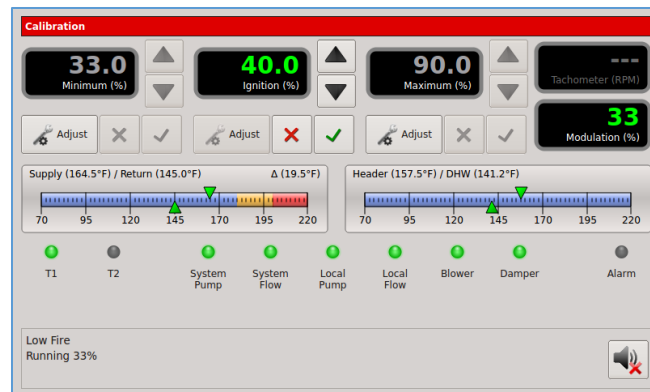 Calibration
33.0
Minimum (%)
40.0
Ignition (%)
90.0
Maximum (%)
---
Tachometer (RPM)
33
Modulation (%)
Adjust
Adjust
Adjust
Supply (164.5°F) / Return (145.0°F) Δ (19.5°F)
70 95 120 145 170 195 220
Header (157.5°F) / DHW (141.2°F)
70 95 120 145 170 195 220
T1
T2
System
Pump
System
Flow
Local
Pump
Local
Flow
Blower
Damper
Alarm
Low Fire
Running 33%